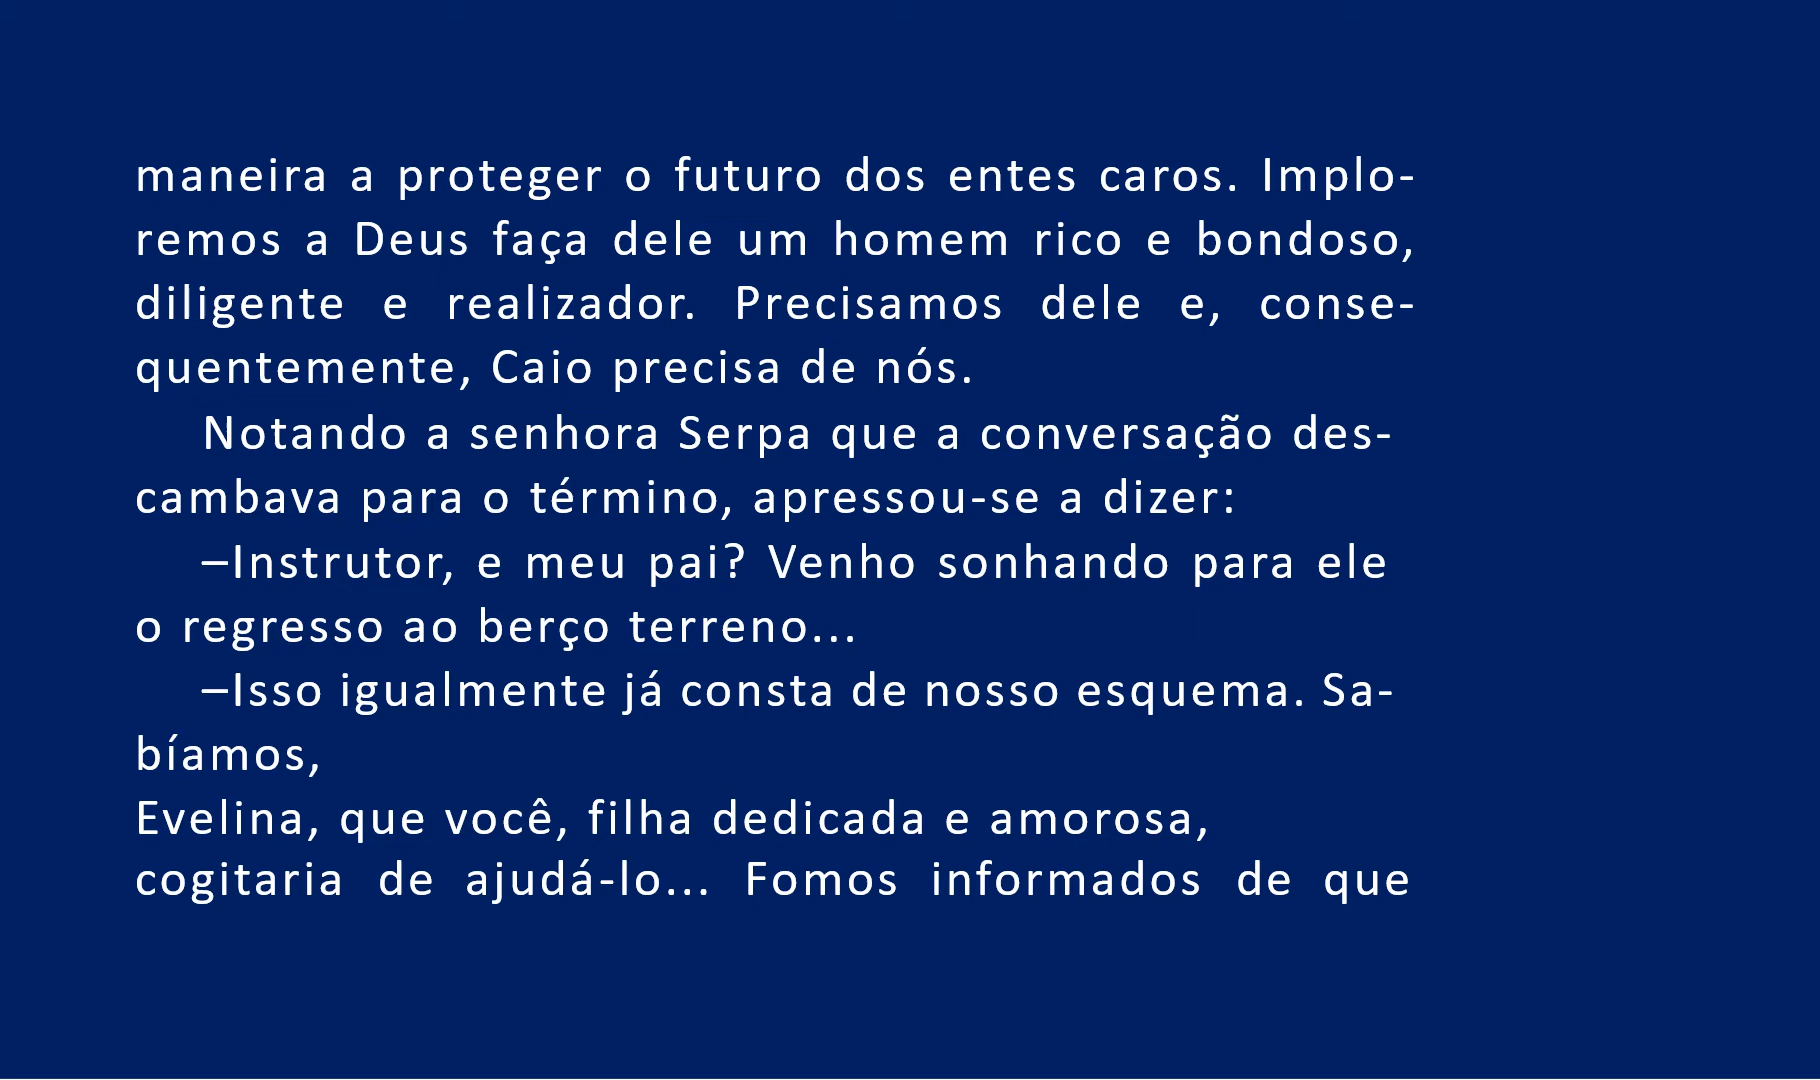 maneira a proteger o futuro dos entes caros. Implo-
remos a Deus faça dele um homem rico e bondoso,
diligente e realizador. Precisamos dele e, conse-
quentemente, Caio precisa de nós.
Notando a senhora Serpa que a conversação des-
cambava para o término, apressou-se a dizer:
–Instrutor, e meu pai? Venho sonhando para ele
o regresso ao berço terreno...
–Isso igualmente já consta de nosso esquema. Sa-
bíamos,
Evelina, que você, filha dedicada e amorosa,
cogitaria de ajudá-lo... Fomos informados de que